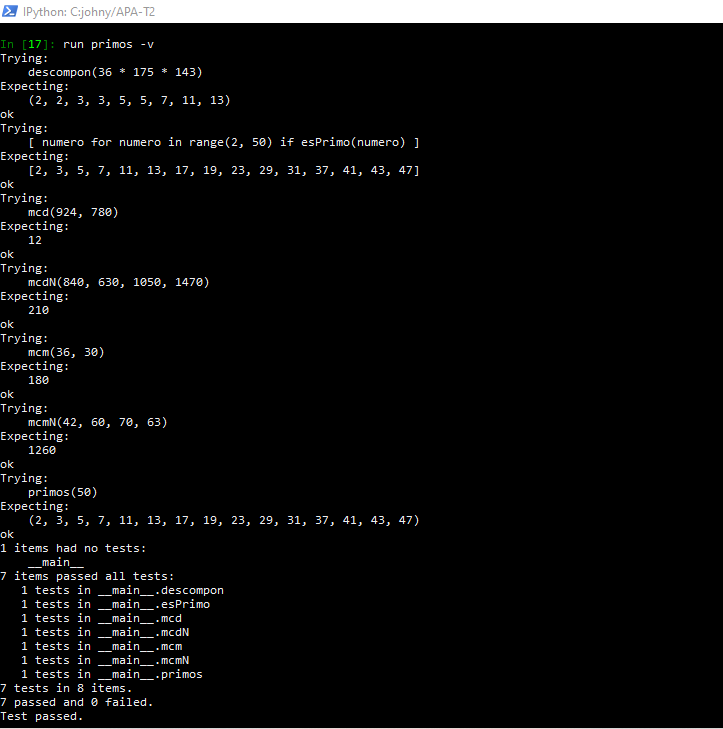 IPython: C:johny/APA-T2
In [17]: run primos -v
Trying:
    descompon(36 * 175 * 143)
Expecting:
    (2, 2, 3, 3, 5, 5, 7, 11, 13)
ok
Trying:
    [ numero for numero in range(2, 50) if esPrimo(numero) ]
Expecting:
    [2, 3, 5, 7, 11, 13, 17, 19, 23, 29, 31, 37, 41, 43, 47]
ok
Trying:
    mcd(924, 780)
Expecting:
    12
ok
Trying:
    mcdN(840, 630, 1050, 1470)
Expecting:
    210
ok
Trying:
    mcm(36, 30)
Expecting:
    180
ok
Trying:
    mcmN(42, 60, 70, 63)
Expecting:
    1260
ok
Trying:
    primos(50)
Expecting:
    (2, 3, 5, 7, 11, 13, 17, 19, 23, 29, 31, 37, 41, 43, 47)
ok
1 items had no tests:
    __main__
7 items passed all tests:
   1 tests in __main__.descompon
   1 tests in __main__.esPrimo
   1 tests in __main__.mcd
   1 tests in __main__.mcdN
   1 tests in __main__.mcm
   1 tests in __main__.mcmN
   1 tests in __main__.primos
7 tests in 8 items.
7 passed and 0 failed.
Test passed.